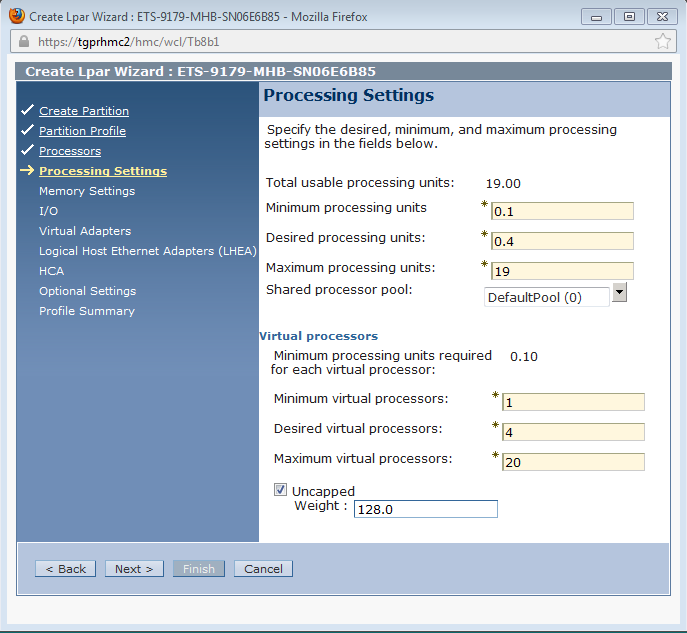 Create Lpar Wizard : ETS-9179-MHB-SN06E6B85 - Mozilla Firefox
https://tgprhmc2/hmc/wcl/Tb8b1
Create Lpar Wizard : ETS-9179-MHB-SN06E6B85
Create Partition
Partition Profile
Processors
Processing Settings
Memory Settings
I/O
Virtual Adapters
Logical Host Ethernet Adapters (LHEA)
HCA
Optional Settings
Profile Summary
Processing Settings
Specify the desired, minimum, and maximum processing
settings in the fields below.
Total usable processing units: 19.00
Minimum processing units * 0.1
Desired processing units: * 0.4
Maximum processing units: * 19
Shared processor pool: DefaultPool (0)
Virtual processors
Minimum processing units required 0.10
for each virtual processor:
Minimum virtual processors: * 1
Desired virtual processors: * 4
Maximum virtual processors: * 20
Uncapped
Weight : 128.0
< Back Next > Finish Cancel